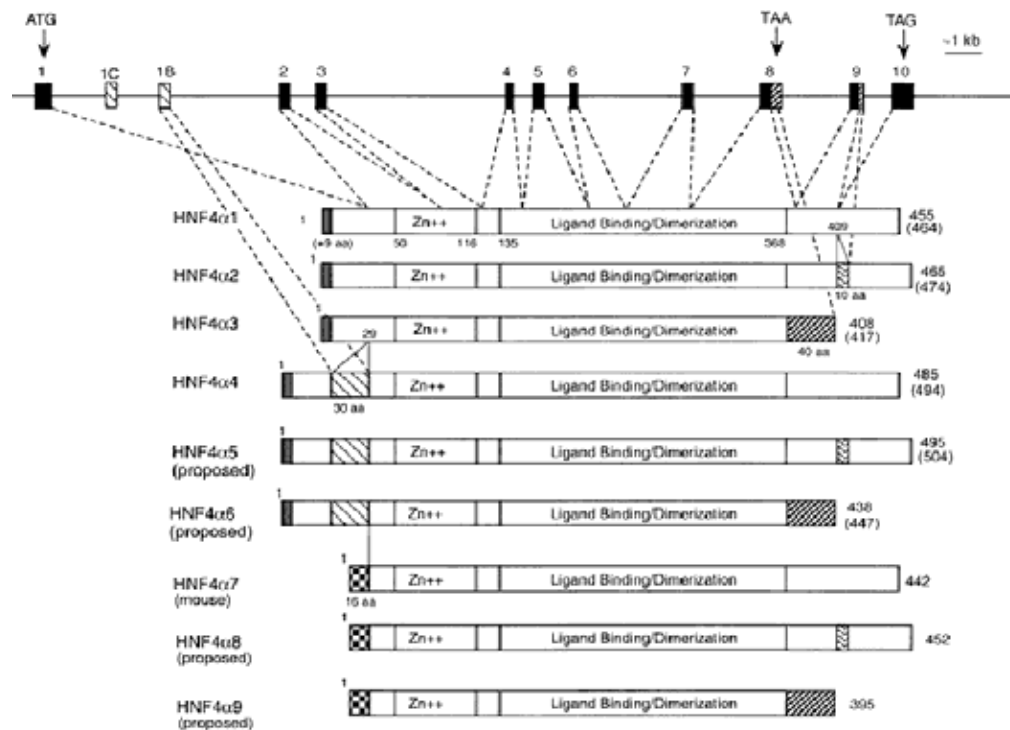 ATG TAA TAG
~1 kb
1 1C 1B 2 3 4 5 6 7 8 9 10
HNF4α1 1 Zn++ Ligand Binding/Dimerization 455
(+9 aa) 50 116 135 368 409 (464)
HNF4α2 1 Zn++ Ligand Binding/Dimerization 465
10 aa (474)
HNF4α3 1 Zn++ Ligand Binding/Dimerization 408
29 40 aa (417)
HNF4α4 1 Zn++ Ligand Binding/Dimerization 485
30 aa (494)
HNF4α5 1 Zn++ Ligand Binding/Dimerization 495
(proposed) (504)
HNF4α6 1 Zn++ Ligand Binding/Dimerization 438
(proposed) (447)
HNF4α7 1 Zn++ Ligand Binding/Dimerization 442
(mouse) 16 aa
HNF4α8 1 Zn++ Ligand Binding/Dimerization 452
(proposed)
HNF4α9 1 Zn++ Ligand Binding/Dimerization 395
(proposed)